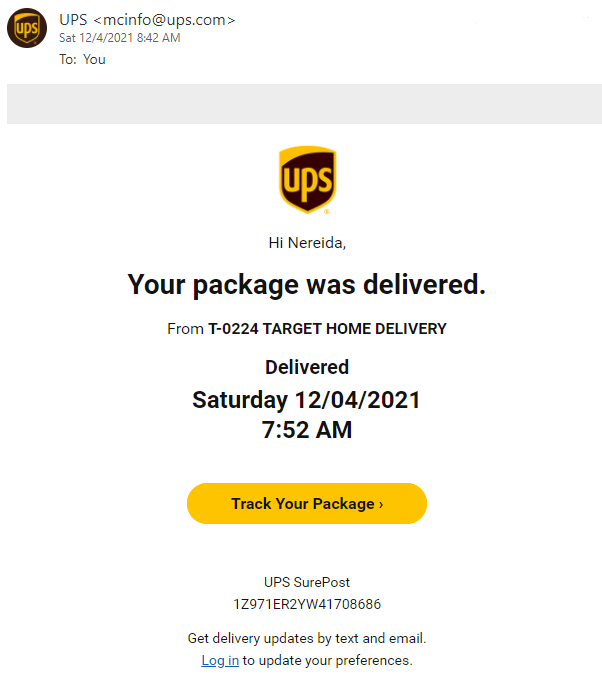 ups
UPS <mcinfo@ups.com>
Sat 12/4/2021 8:42 AM
To: You
ups
Hi Nereida,
Your package was delivered.
From T-0224 TARGET HOME DELIVERY
Delivered
Saturday 12/04/2021
7:52 AM
Track Your Package ›
UPS SurePost
1Z971ER2YW41708686
Get delivery updates by text and email.
Log in to update your preferences.